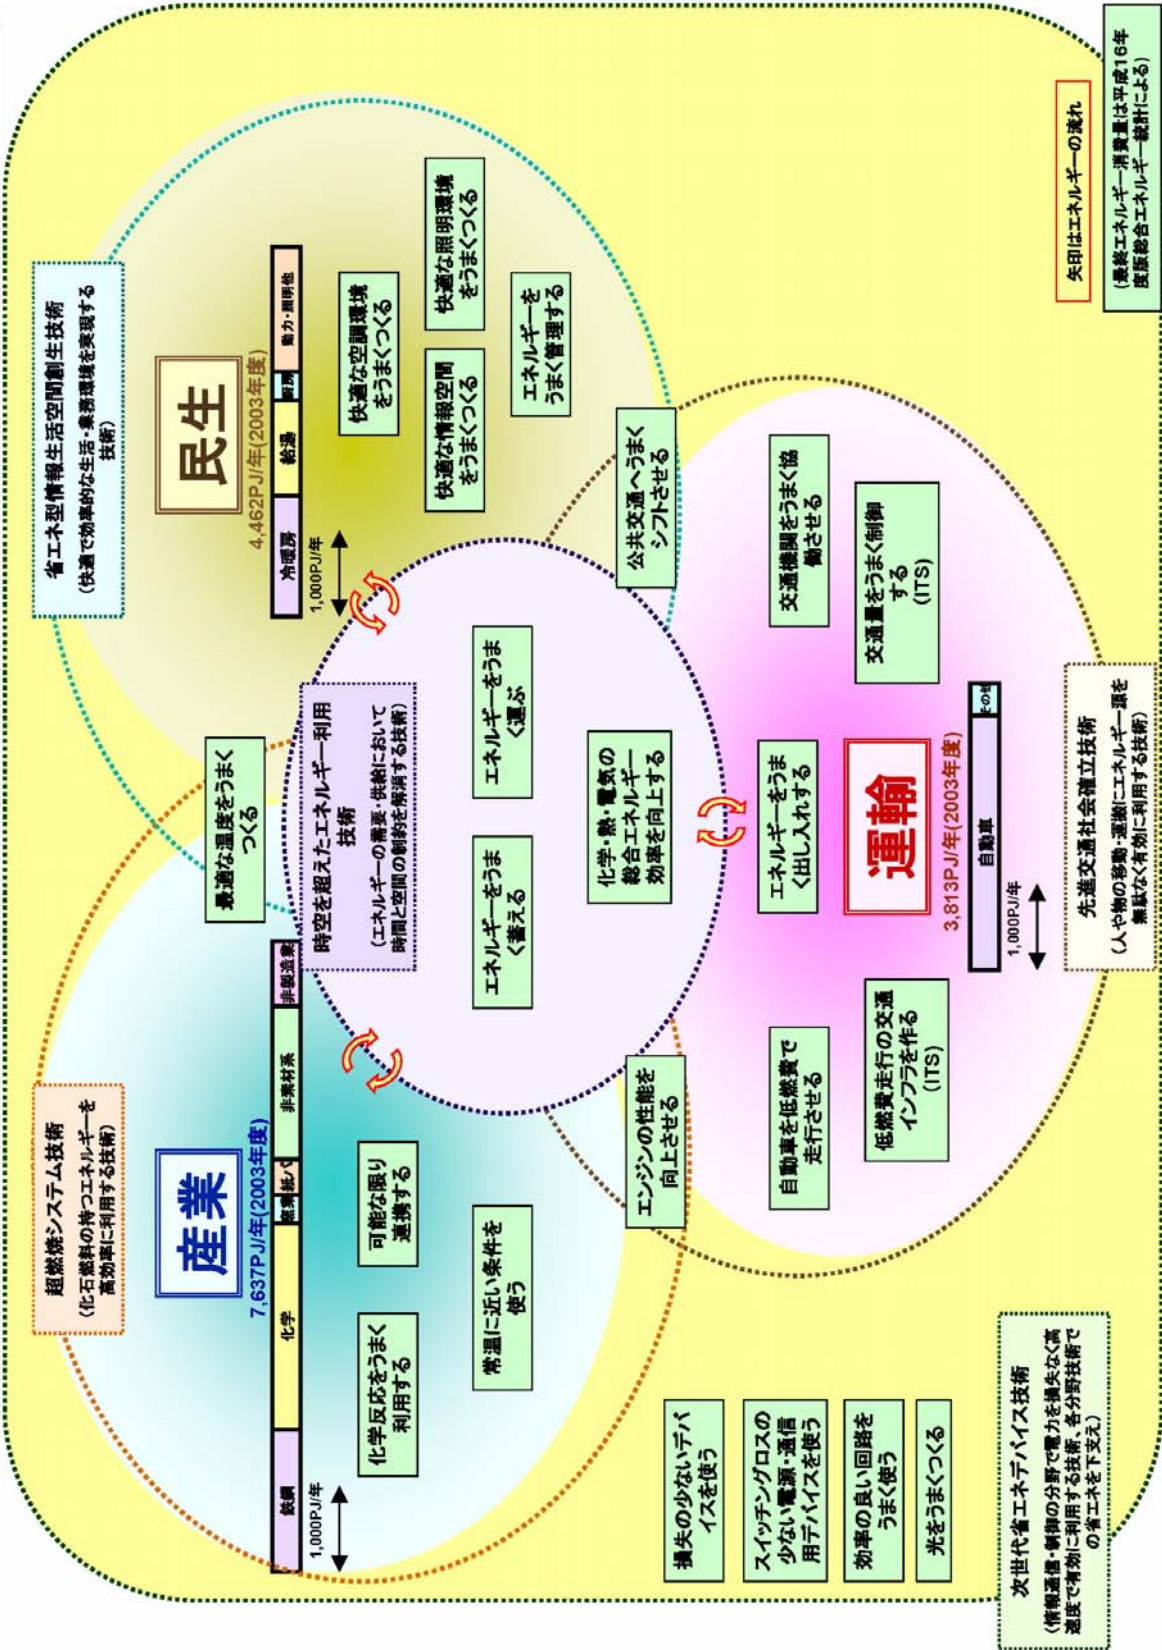 超燃焼システム技術
(化石燃料の持つエネルギーを
高効率に利用する技術)
省エネ型情報生活空間創生技術
(快適で効率的な生活・業務環境を実現する
技術)
産業
7,637PJ/年(2003年度)
鉄鋼
化学
窯業
紙パ
非素材系
非製造業
1,000PJ/年
化学反応をうまく
利用する
可能な限り
連携する
常温に近い条件を
使う
最適な温度をうまく
つくる
民生
4,462PJ/年(2003年度)
冷暖房
給湯
厨房
動力・照明他
1,000PJ/年
快適な空調環境
をうまくつくる
快適な情報空間
をうまくつくる
快適な照明環境
をうまくつくる
エネルギーを
うまく管理する
時空を超えたエネルギー利用
技術
(エネルギーの需要・供給において
時間と空間の制約を解消する技術)
エネルギーをうま
く蓄える
エネルギーをうま
く運ぶ
化学・熱・電気の
総合エネルギー
効率を向上する
エンジンの性能を
向上させる
公共交通へうまく
シフトさせる
自動車を低燃費で
走行させる
エネルギーをうま
く出し入れする
交通機関をうまく協
働させる
低燃費走行の交通
インフラを作る
(ITS)
交通量をうまく制御
する
(ITS)
運輸
3,813PJ/年(2003年度)
自動車
その他
1,000PJ/年
先進交通社会確立技術
(人や物の移動・運搬にエネルギー源を
無駄なく有効に利用する技術)
損失の少ないデバ
イスを使う
スイッチングロスの
少ない電源・通信
用デバイスを使う
効率の良い回路を
うまく使う
光をうまくつくる
次世代省エネデバイス技術
(情報通信・制御の分野で電力を損失なく高
速度で有効に利用する技術、各分野技術で
の省エネを下支え)
矢印はエネルギーの流れ
(最終エネルギー消費量は平成16年
度版総合エネルギー統計による)